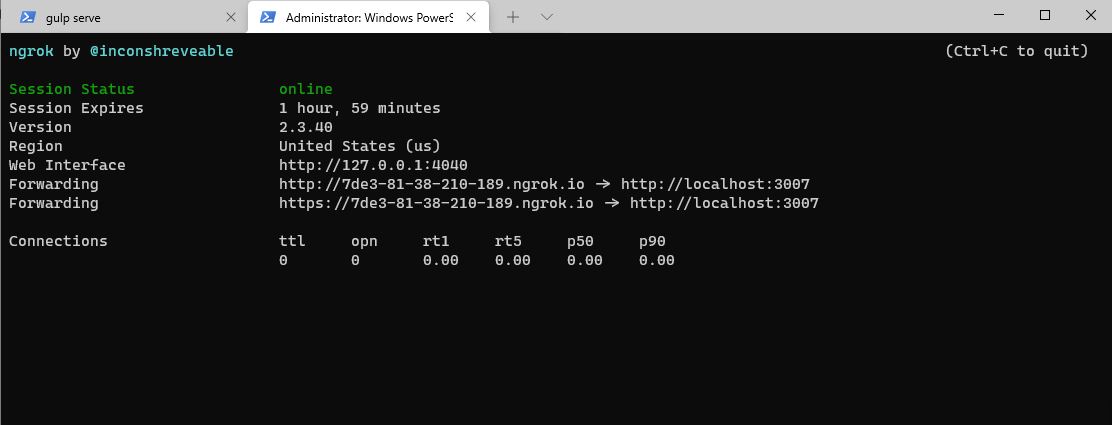 gulp serve
Administrator: Windows PowerS
ngrok by @inconshreveable (Ctrl+C to quit)
Session Status online
Session Expires 1 hour, 59 minutes
Version 2.3.40
Region United States (us)
Web Interface http://127.0.0.1:4040
Forwarding http://7de3-81-38-210-189.ngrok.io -> http://localhost:3007
Forwarding https://7de3-81-38-210-189.ngrok.io -> http://localhost:3007
Connections ttl opn rt1 rt5 p50 p90
0 0 0.00 0.00 0.00 0.00